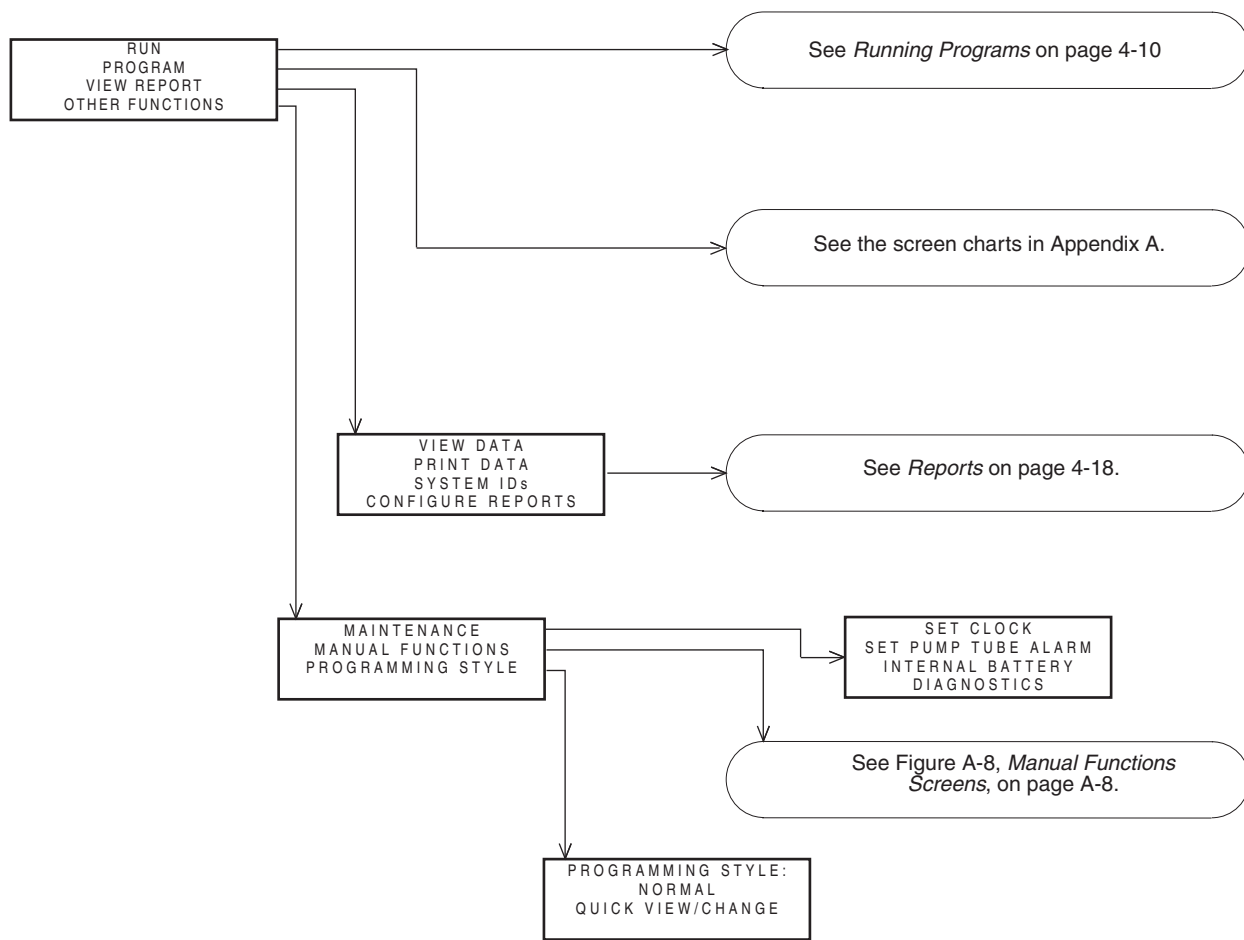 RUN
PROGRAM
VIEW REPORT
OTHER FUNCTIONS
See Running Programs on page 4-10
See the screen charts in Appendix A.
VIEW DATA
PRINT DATA
SYSTEM IDs
CONFIGURE REPORTS
See Reports on page 4-18.
MAINTENANCE
MANUAL FUNCTIONS
PROGRAMMING STYLE
SET CLOCK
SET PUMP TUBE ALARM
INTERNAL BATTERY
DIAGNOSTICS
See Figure A-8, Manual Functions
Screens, on page A-8.
PROGRAMMING STYLE:
NORMAL
QUICK VIEW/CHANGE